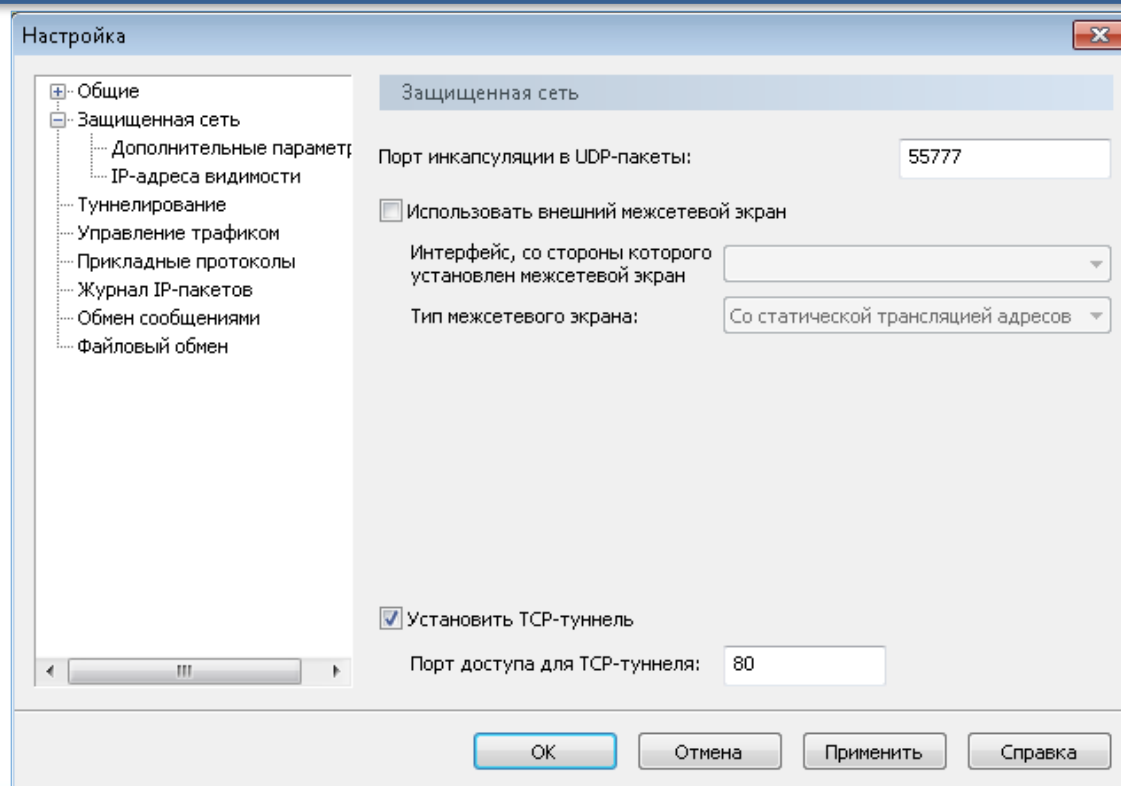 Настройка
Общие
Защищенная сеть
Дополнительные параметр
IP-адреса видимости
Туннелирование
Управление трафиком
Прикладные протоколы
Журнал IP-пакетов
Обмен сообщениями
Файловый обмен
Защищенная сеть
Порт инкапсуляции в UDP-пакеты: 55777
Использовать внешний межсетевой экран
Интерфейс, со стороны которого
установлен межсетевой экран
Тип межсетевого экрана: Со статической трансляцией адресов
Установить TCP-туннель
Порт доступа для TCP-туннеля: 80
ОК Отмена Применить Справка